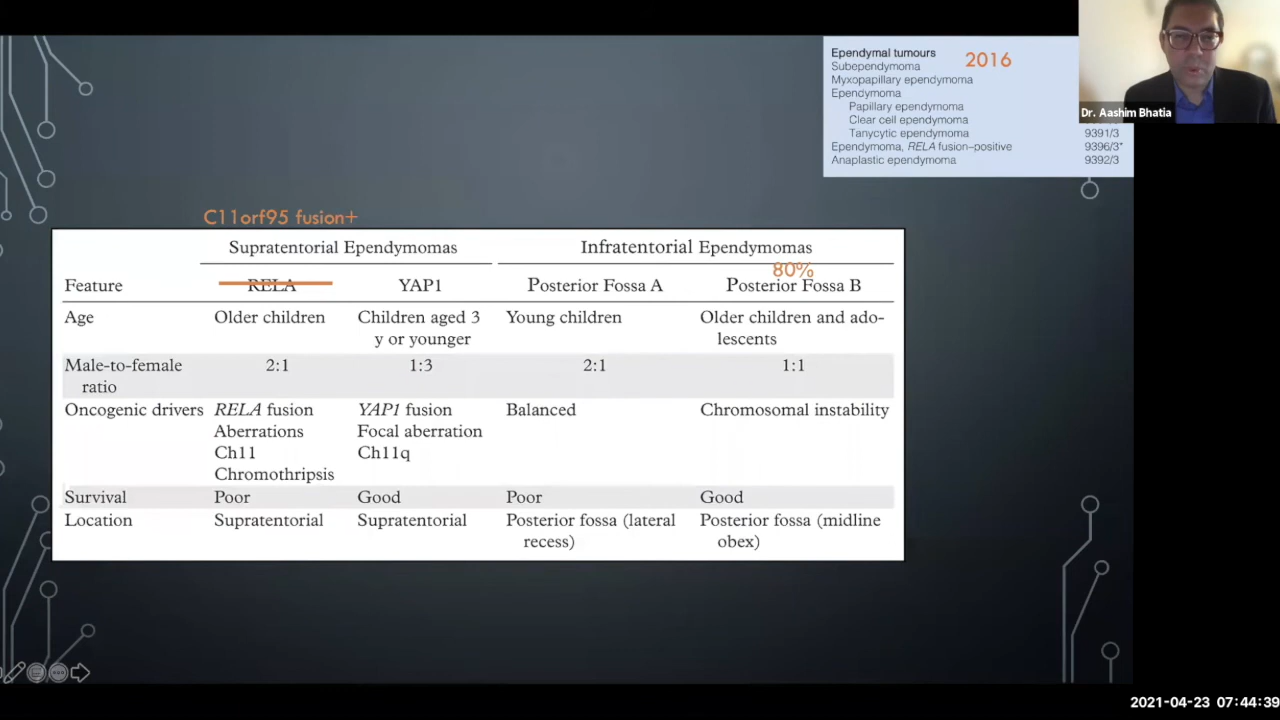 Ependymal tumours
2016
Subependymoma
Myxopapillary ependymoma
Ependymoma
Papillary ependymoma
Clear cell ependymoma
Tanycytic ependymoma 9391/3
Ependymoma, RELA fusion–positive 9396/3*
Anaplastic ependymoma 9392/3
Dr. Aashim Bhatia
C11orf95 fusion+
Supratentorial Ependymomas Infratentorial Ependymomas
80%
Feature RELA YAP1 Posterior Fossa A Posterior Fossa B
Age Older children Children aged 3 Young children Older children and ado-
y or younger lescents
Male-to-female 2:1 1:3 2:1 1:1
ratio
Oncogenic drivers RELA fusion YAP1 fusion Balanced Chromosomal instability
Aberrations Focal aberration
Ch11 Ch11q
Chromothripsis
Survival Poor Good Poor Good
Location Supratentorial Supratentorial Posterior fossa (lateral Posterior fossa (midline
recess) obex)
2021-04-23 07:44:39